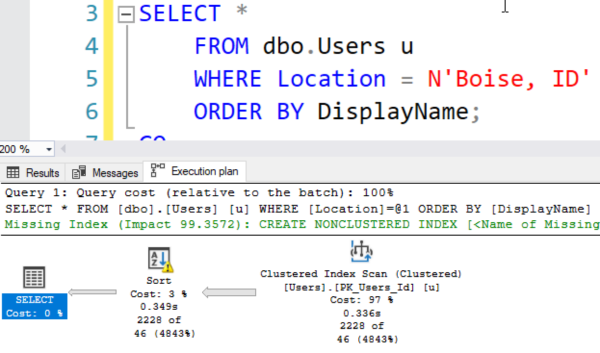 3 SELECT *
4 FROM dbo.Users u
5 WHERE Location = N'Boise, ID'
6 ORDER BY DisplayName;
200 %
Results Messages Execution plan
Query 1: Query cost (relative to the batch): 100%
SELECT * FROM [dbo].[Users] [u] WHERE [Location]=@1 ORDER BY [DisplayName]
Missing Index (Impact 99.3572): CREATE NONCLUSTERED INDEX [<Name of Missing
SELECT
Cost: 0 %
Sort
Cost: 3 %
0.349s
2228 of
46 (4843%)
Clustered Index Scan (Clustered)
[Users].[PK_Users_Id] [u]
Cost: 97 %
0.336s
2228 of
46 (4843%)